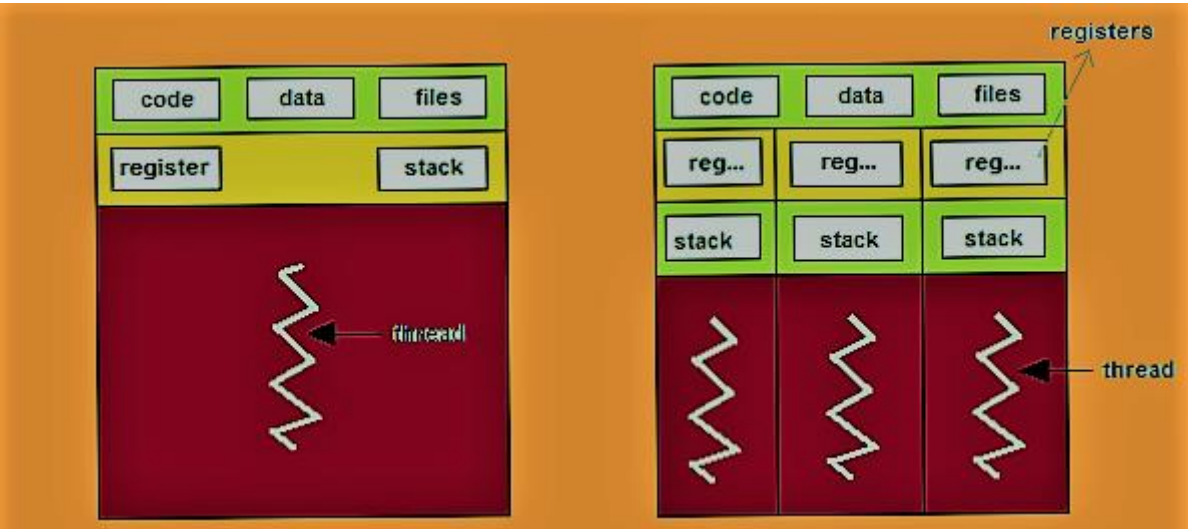 registers
code data files
register stack
thread
code data files
reg... reg... reg...
stack stack stack
thread